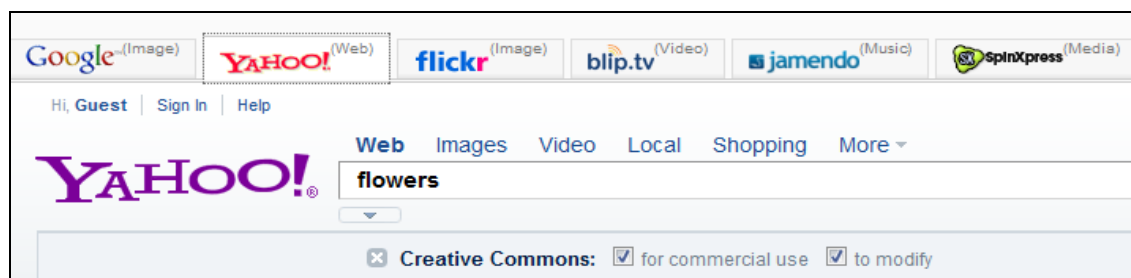 Google™(Image) YAHOO!(Web) flickr(Image) blip.tv(Video) jamendo(Music) SpinXpress(Media)
Hi, Guest Sign In Help
Web Images Video Local Shopping More
YAHOO!®
flowers
Creative Commons: for commercial use to modify